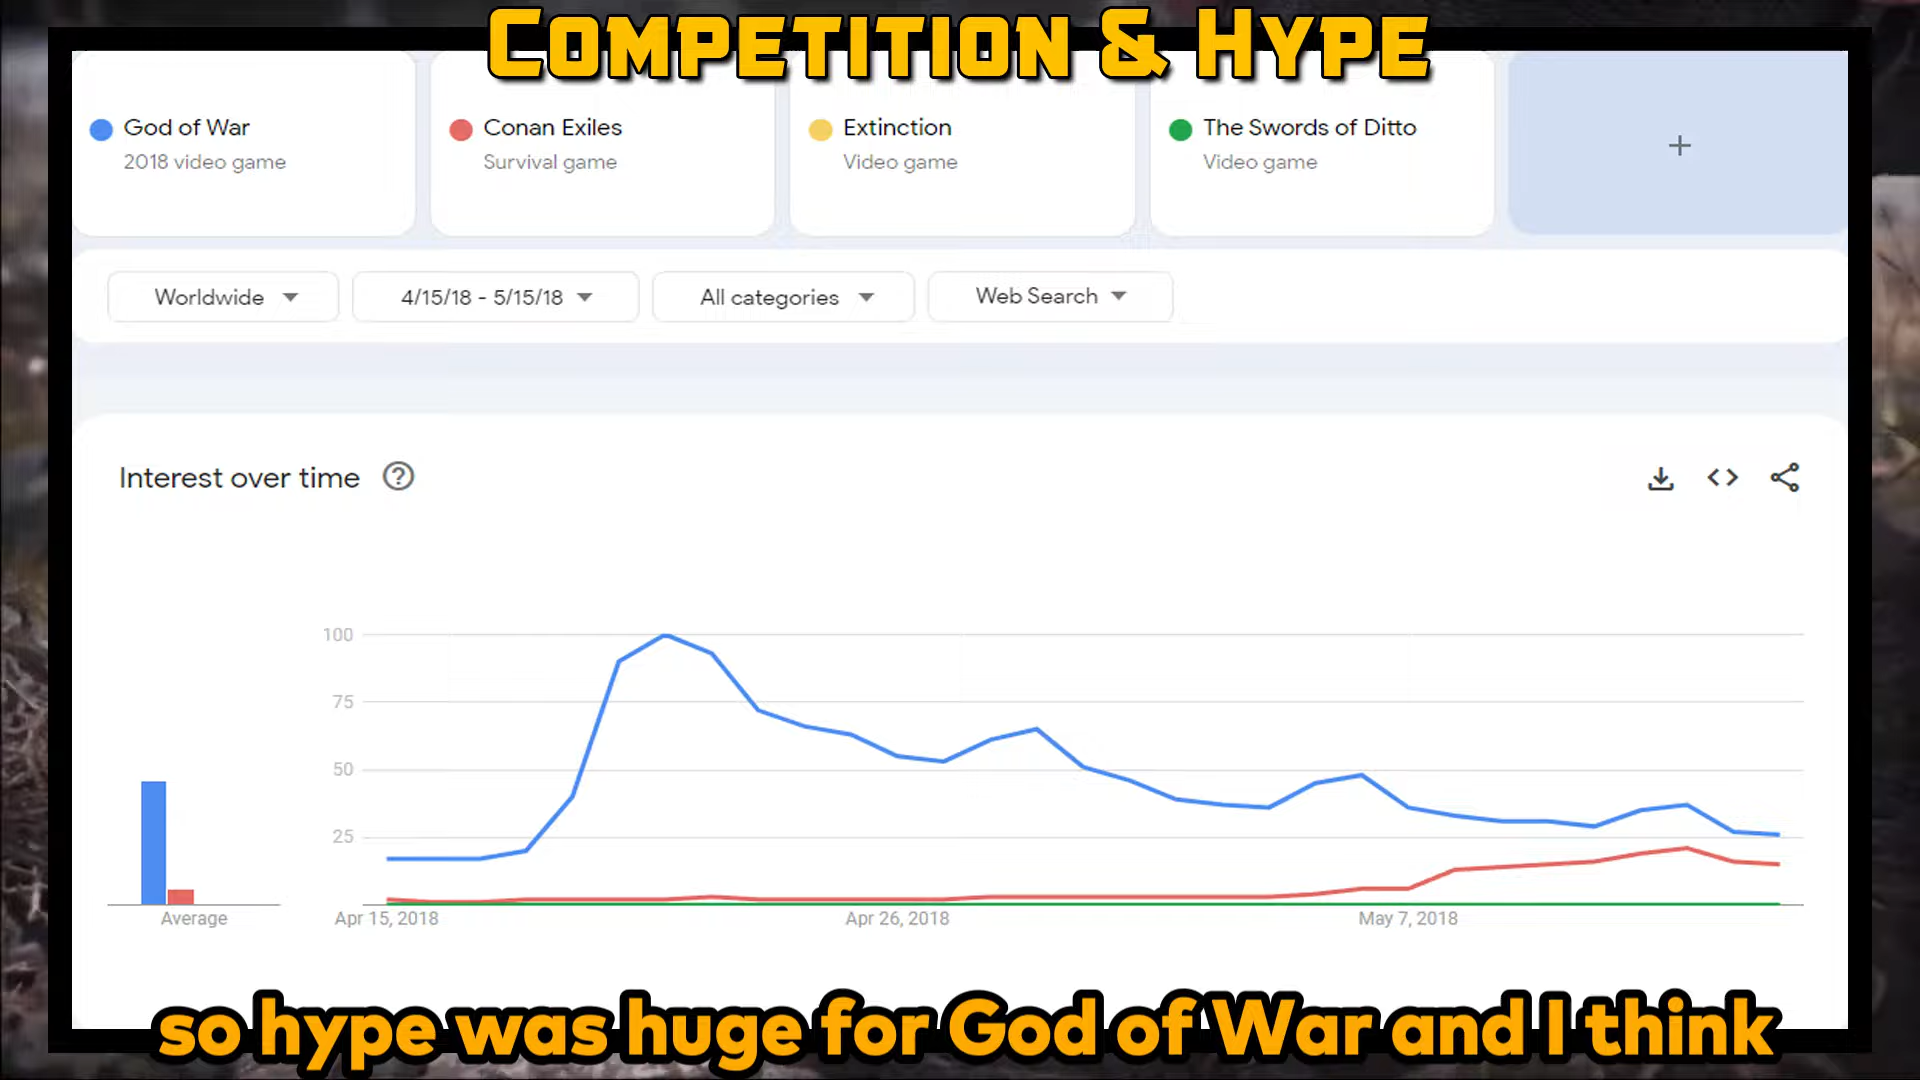 COMPETITION & HYPE
God of War
2018 video game
Conan Exiles
Survival game
Extinction
Video game
The Swords of Ditto
Video game
+
Worldwide
4/15/18 - 5/15/18
All categories
Web Search
Interest over time
?
100
75
50
25
Average
Apr 15, 2018
Apr 26, 2018
May 7, 2018
so hype was huge for God of War and I think